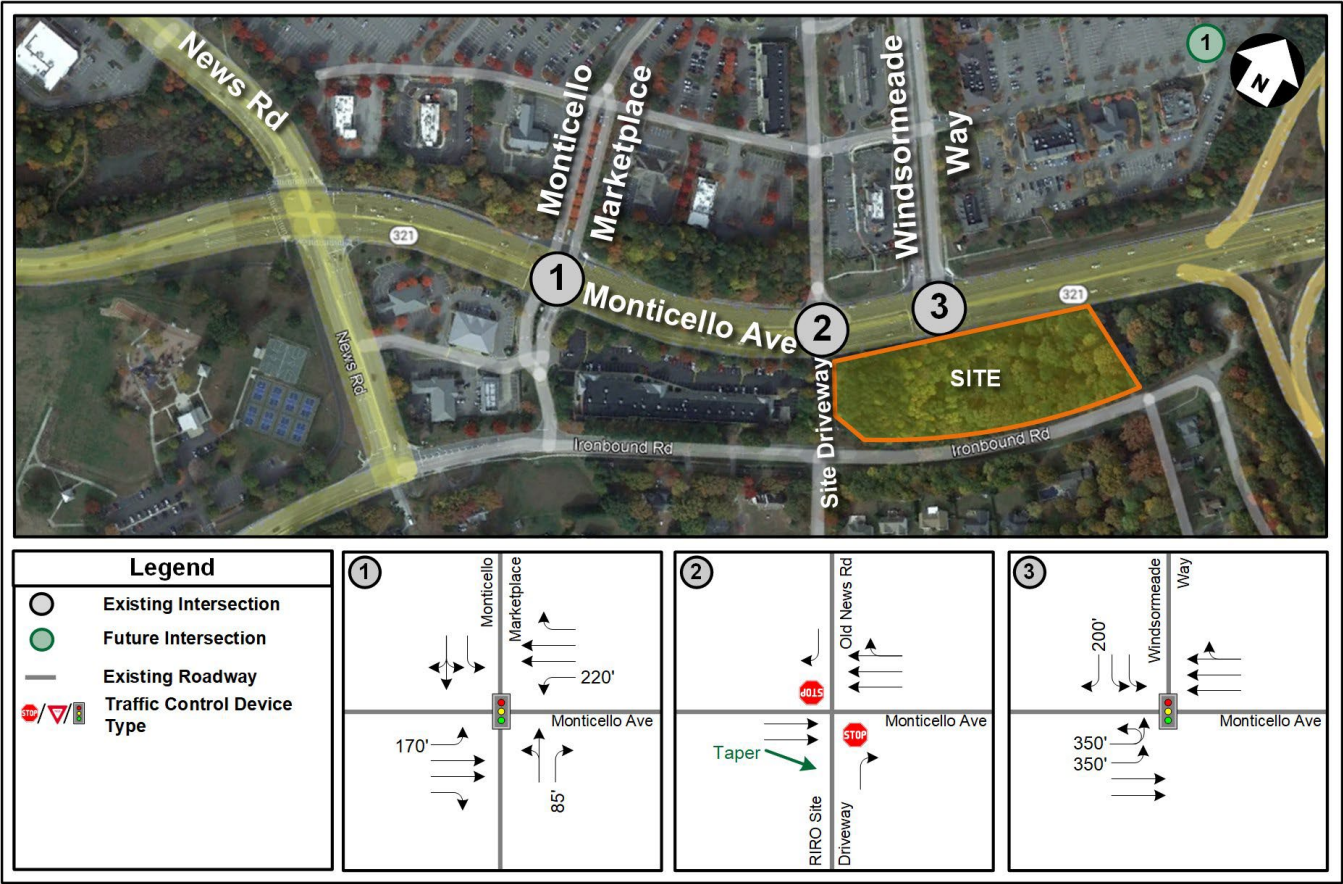 News Rd
Monticello
Marketplace
Windsormeade
Way
1
N
321
1
Monticello Ave
2
3
321
SITE
News Rd
Site Driveway
Ironbound Rd
Ironbound Rd
Legend
Existing Intersection
Future Intersection
Existing Roadway
STOP
/
/
Traffic Control Device
Type
1
Monticello
Marketplace
220'
Monticello Ave
170'
85'
2
Old News Rd
STOP
Monticello Ave
STOP
Taper
RIRO Site
Driveway
3
200'
Windsormeade
Way
Monticello Ave
350'
350'